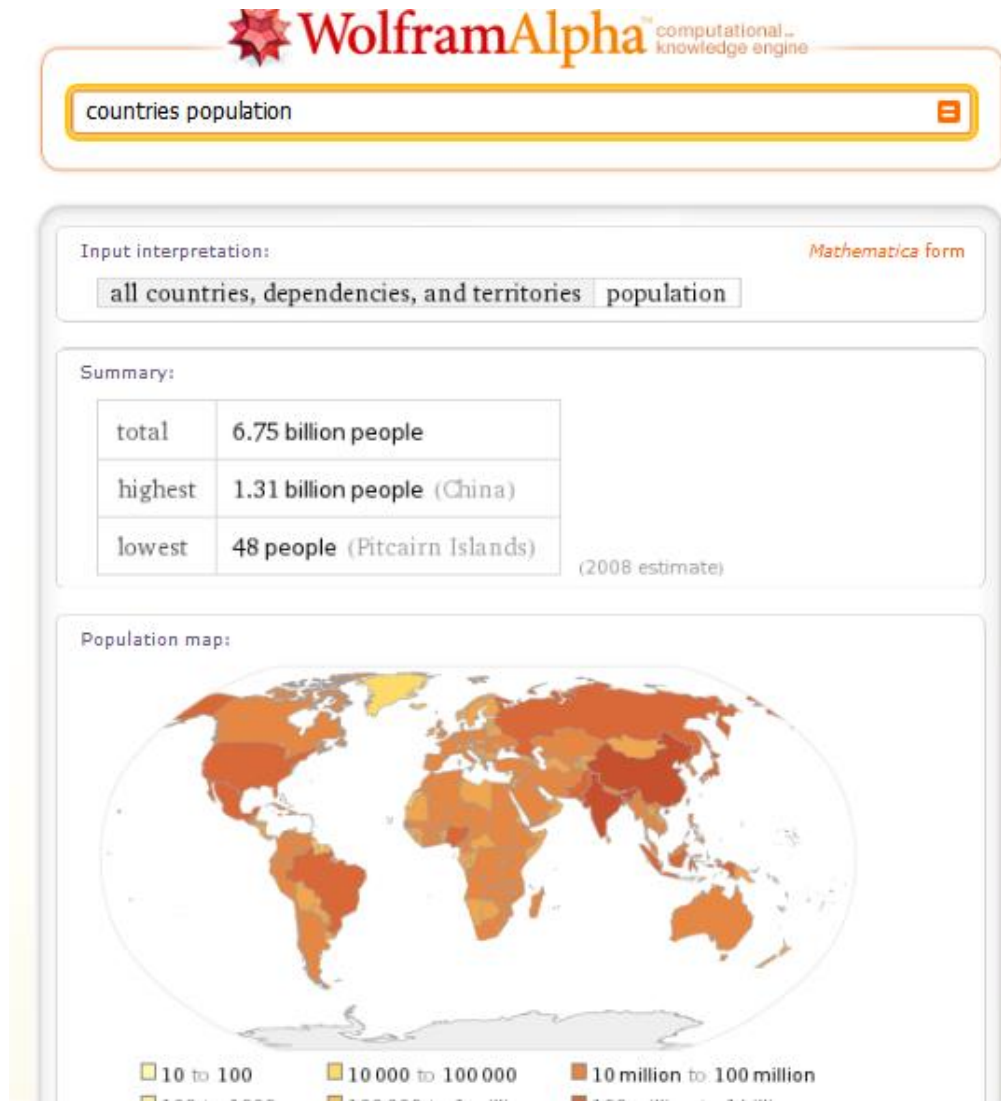 WolframAlpha™ computational... knowledge engine
countries population
Input interpretation:
Mathematica form
all countries, dependencies, and territories population
Summary:
total 6.75 billion people
highest 1.31 billion people (China)
lowest 48 people (Pitcairn Islands)
(2008 estimate)
Population map:
10 to 100 10 000 to 100 000 10 million to 100 million